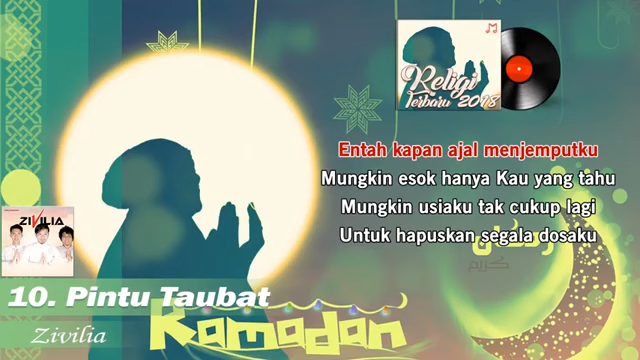 Religi
Terbaru 2018
Entah kapan ajal menjemputku
Mungkin esok hanya Kau yang tahu
Mungkin usiaku tak cukup lagi
Untuk hapuskan segala dosaku
ZIVILIA
10. Pintu Taubat
Zivilia
Ramadan
كريم